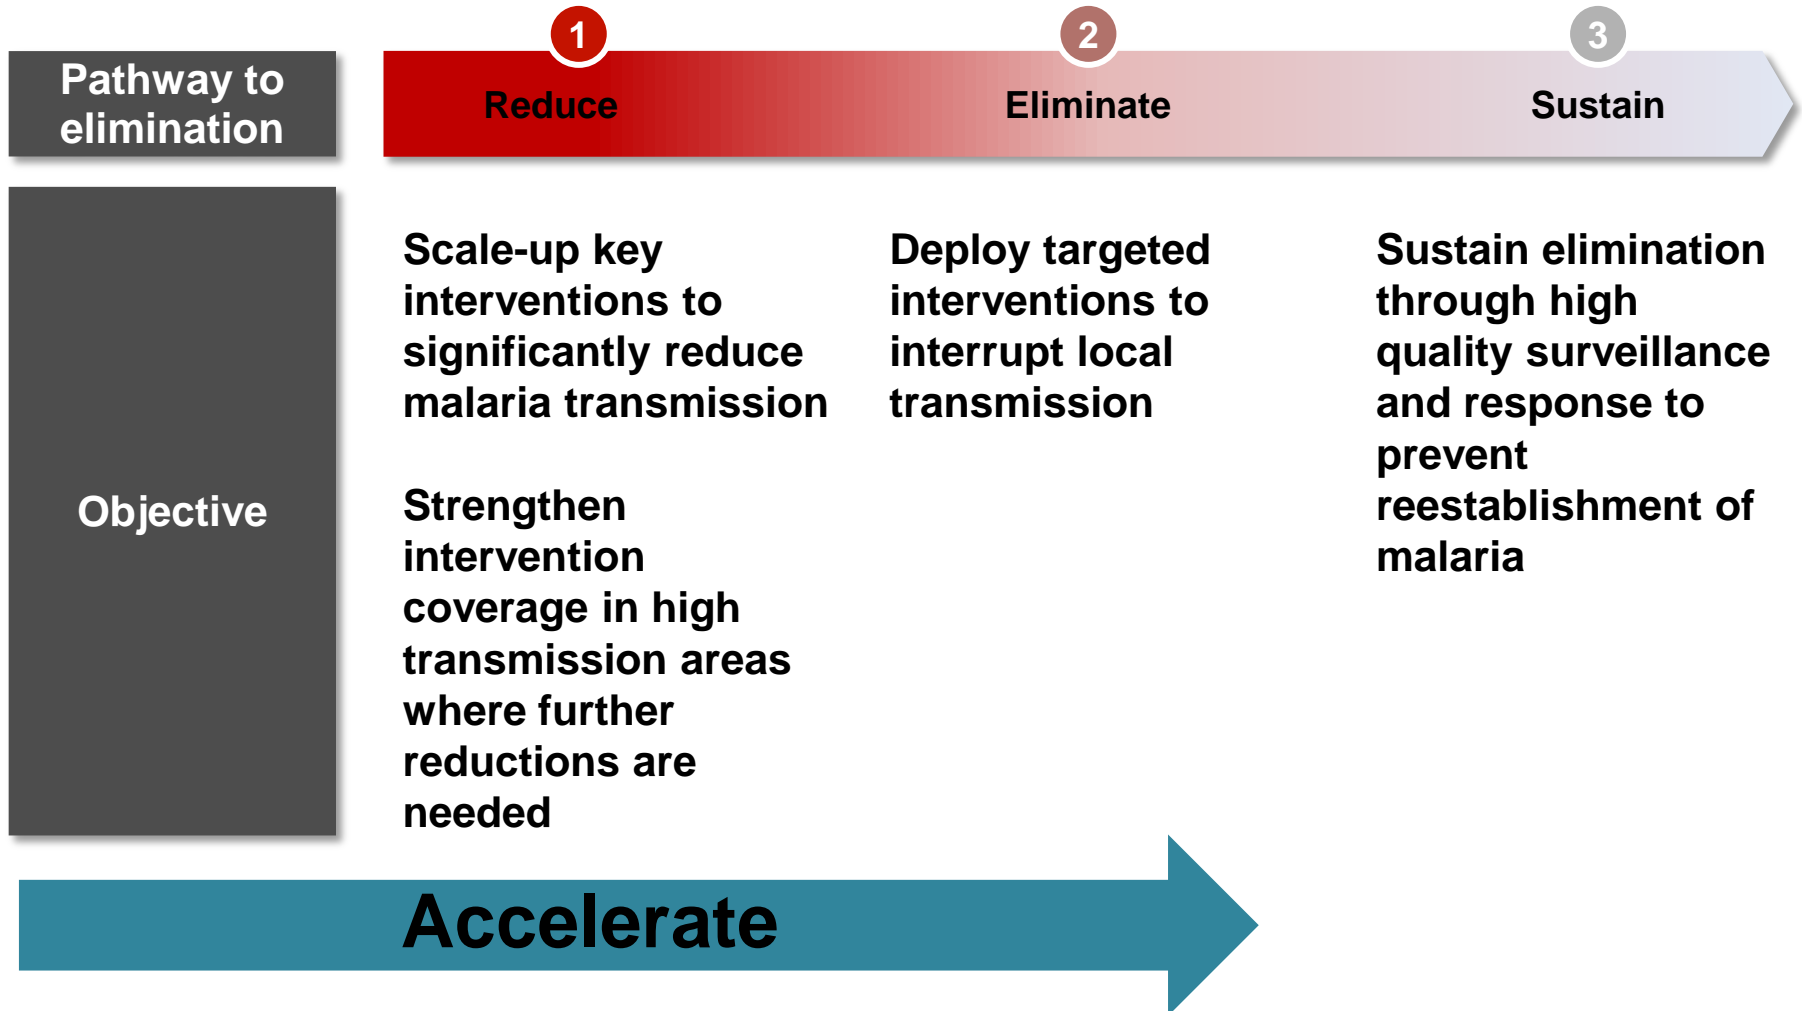 1
2
3
Pathway to
elimination
Reduce
Eliminate
Sustain
Objective
Scale-up key
interventions to
significantly reduce
malaria transmission
Strengthen
intervention
coverage in high
transmission areas
where further
reductions are
needed
Deploy targeted
interventions to
interrupt local
transmission
Sustain elimination
through high
quality surveillance
and response to
prevent
reestablishment of
malaria
Accelerate